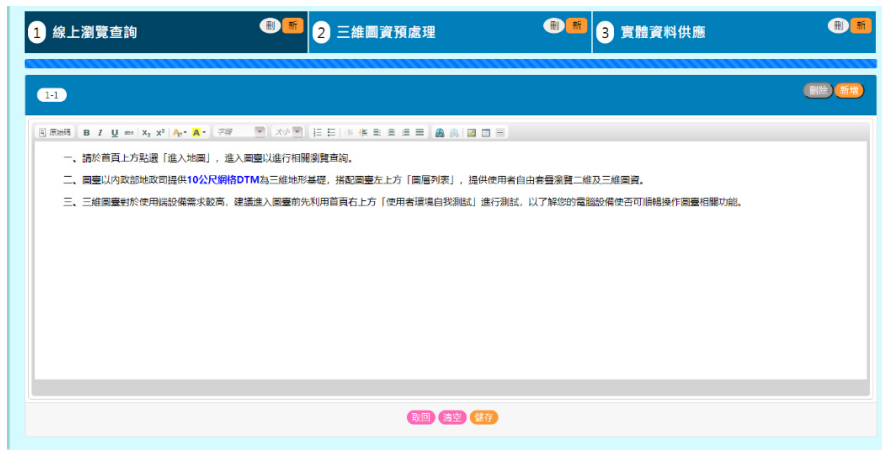 1 線上瀏覽查詢 刪 新 2 三維圖資預處理 刪 新 3 實體資料供應 刪 新
1-1 刪除 新增
原始碼 B I U abc X₂ X² A 字體 大小
一、請於首頁上方點選「進入地圖」，進入圖臺以進行相關瀏覽查詢。
二、圖臺以內政部地政司提供10公尺網格DTM為三維地形基礎，搭配圖臺左上方「圖層列表」，提供使用者自由套疊瀏覽二維及三維圖資。
三、三維圖臺對於使用端設備需求較高，建議進入圖臺前先利用首頁右上方「使用者環境自我測試」進行測試，以了解您的電腦設備使否可順暢操作圖臺相關功能。
取回 清空 儲存